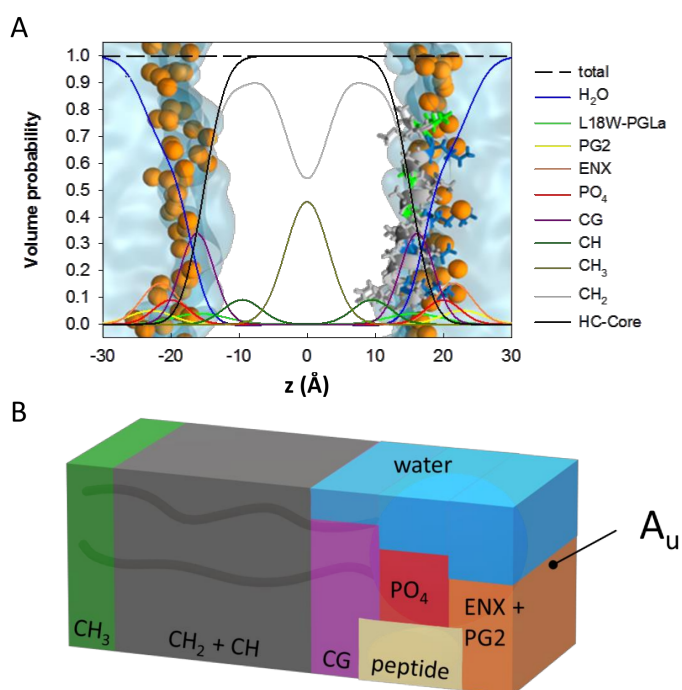 A
Volume probability
1.0
0.9
0.8
0.7
0.6
0.5
0.4
0.3
0.2
0.1
0.0
-30 -20 -10 0 10 20 30
z (Å)
total
H₂O
L18W-PGLa
PG2
ENX
PO₄
CG
CH
CH₃
CH₂
HC-Core
B
water
Aᵤ
PO₄
ENX +
PG2
CH₃
CH₂ + CH
CG
peptide